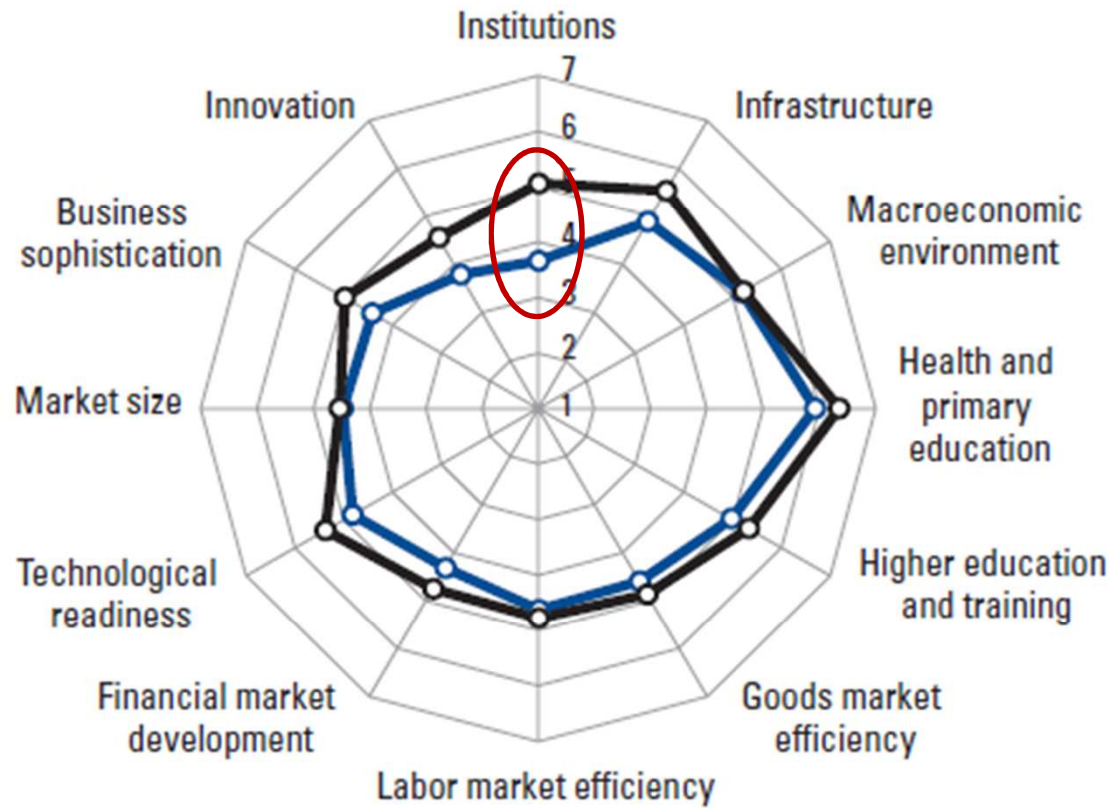 Institutions
7
Innovation
Infrastructure
6
5
Business
sophistication
Macroeconomic
environment
4
3
2
Market size
1
Health and
primary
education
Technological
readiness
Higher education
and training
Financial market
development
Goods market
efficiency
Labor market efficiency